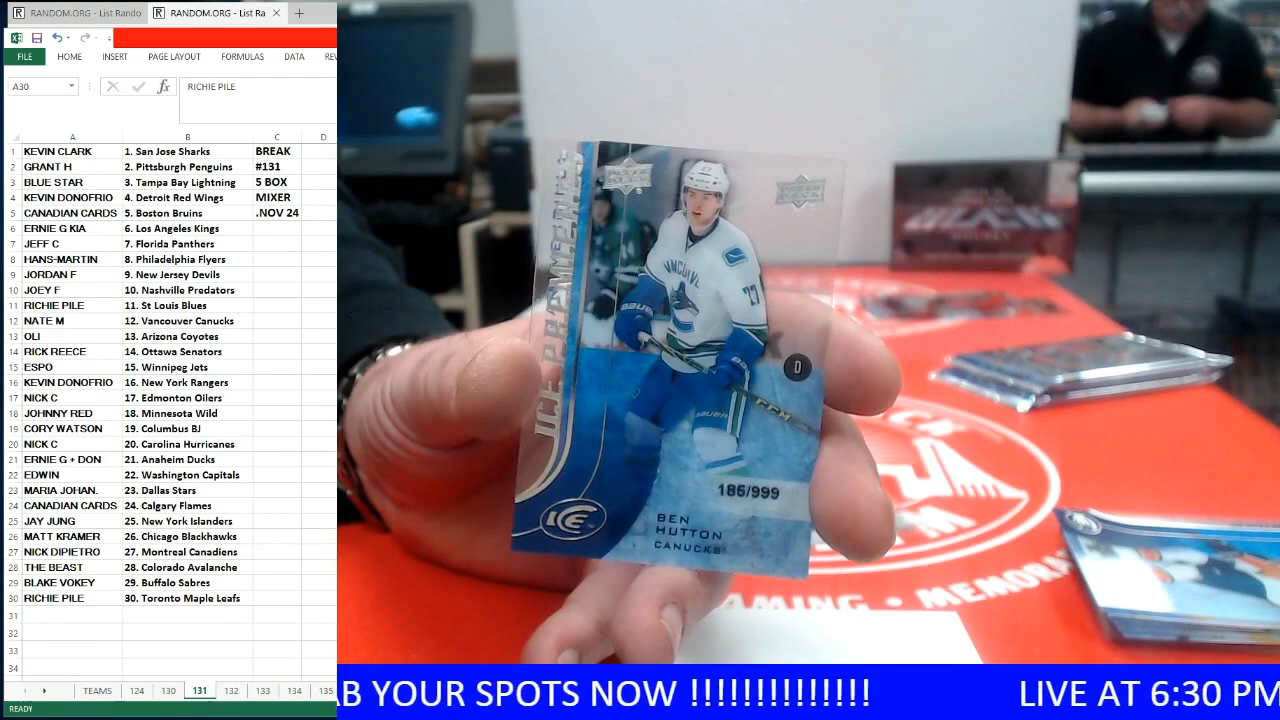 RANDOM.ORG - List Rando
RANDOM.ORG - List Ra
FILE HOME INSERT PAGE LAYOUT FORMULAS DATA RE
A30 fx RICHIE PILE
A B C D
1 KEVIN CLARK 1. San Jose Sharks BREAK
2 GRANT H 2. Pittsburgh Penguins #131
3 BLUE STAR 3. Tampa Bay Lightning 5 BOX
4 KEVIN DONOFRIO 4. Detroit Red Wings MIXER
5 CANADIAN CARDS 5. Boston Bruins .NOV 24
6 ERNIE G KIA 6. Los Angeles Kings
7 JEFF C 7. Florida Panthers
8 HANS-MARTIN 8. Philadelphia Flyers
9 JORDAN F 9. New Jersey Devils
10 JOEY F 10. Nashville Predators
11 RICHIE PILE 11. St Louis Blues
12 NATE M 12. Vancouver Canucks
13 OLI 13. Arizona Coyotes
14 RICK REECE 14. Ottawa Senators
15 ESPO 15. Winnipeg Jets
16 KEVIN DONOFRIO 16. New York Rangers
17 NICK C 17. Edmonton Oilers
18 JOHNNY RED 18. Minnesota Wild
19 CORY WATSON 19. Columbus BJ
20 NICK C 20. Carolina Hurricanes
21 ERNIE G + DON 21. Anaheim Ducks
22 EDWIN 22. Washington Capitals
23 MARIA JOHAN. 23. Dallas Stars
24 CANADIAN CARDS 24. Calgary Flames
25 JAY JUNG 25. New York Islanders
26 MATT KRAMER 26. Chicago Blackhawks
27 NICK DIPIETRO 27. Montreal Canadiens
28 THE BEAST 28. Colorado Avalanche
29 BLAKE VOKEY 29. Buffalo Sabres
30 RICHIE PILE 30. Toronto Maple Leafs
31
32
33
34
TEAMS 124 130 131 132 133 134 135
READY
ICE PREMIERES
UPPER DECK
27
D
CCM
BAUER
186/999
ICE
BEN
HUTTON
CANUCKS
BLACK
AMING • MEMORA
B YOUR SPOTS NOW !!!!!!!!!!!!!! LIVE AT 6:30 PM